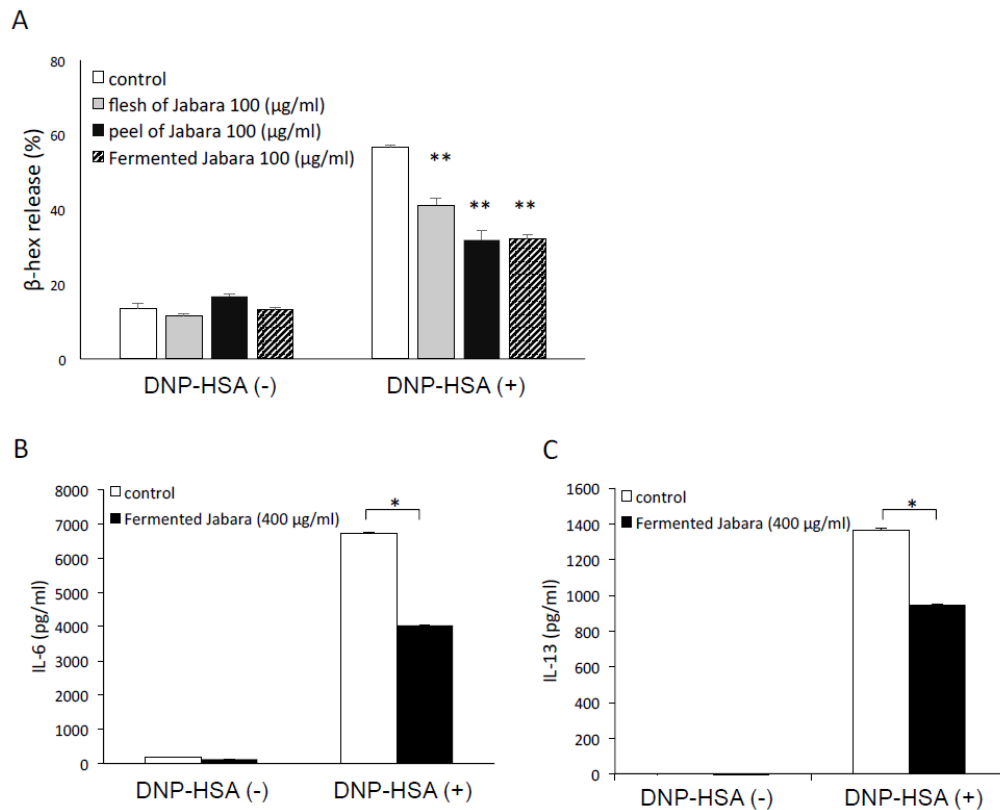 A
80
60
40
20
0
β-hex release (%)
control
flesh of Jabara 100 (µg/ml)
peel of Jabara 100 (µg/ml)
Fermented Jabara 100 (µg/ml)
**
** **
DNP-HSA (-) DNP-HSA (+)
B
8000
7000
6000
5000
4000
3000
2000
1000
0
IL-6 (pg/ml)
control
Fermented Jabara (400 µg/ml)
*
DNP-HSA (-) DNP-HSA (+)
C
1600
1400
1200
1000
800
600
400
200
0
IL-13 (pg/ml)
control
Fermented Jabara (400 µg/ml)
*
DNP-HSA (-) DNP-HSA (+)